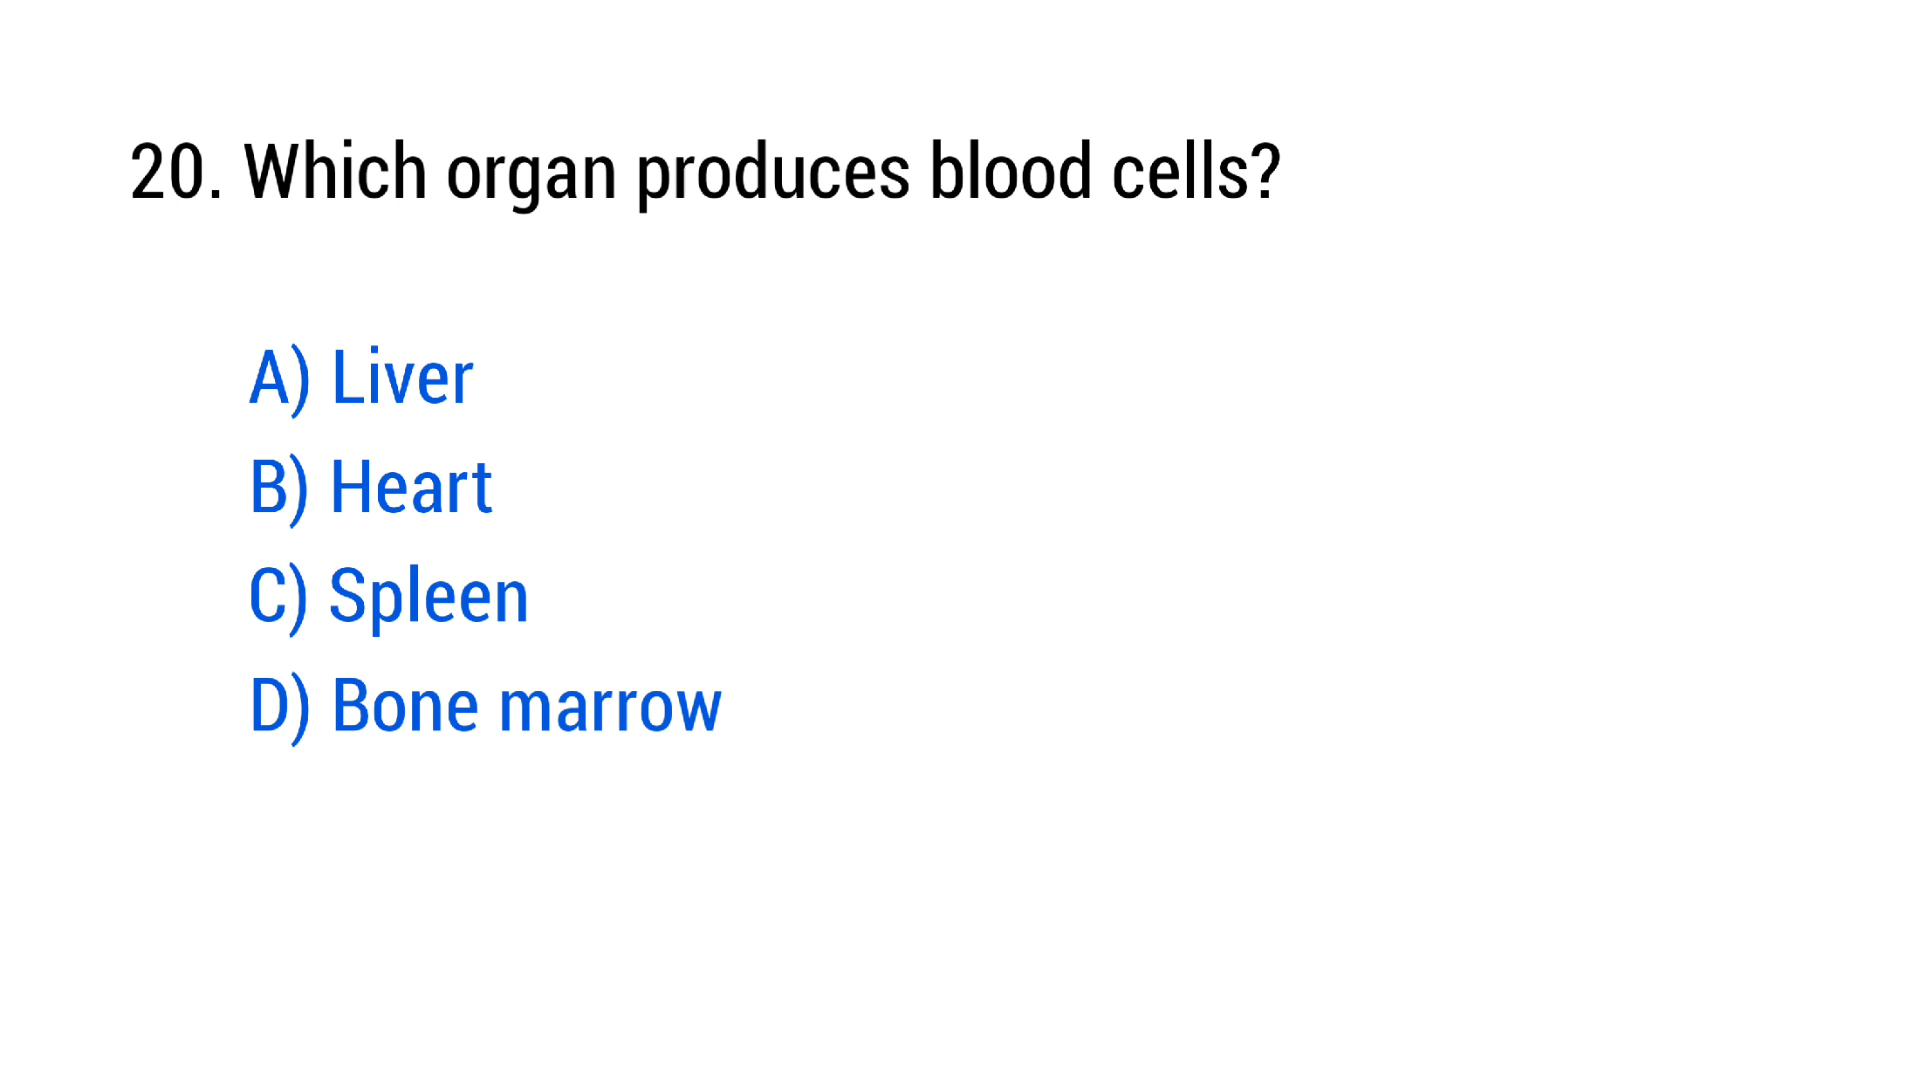 20. Which organ produces blood cells?
A) Liver
B) Heart
C) Spleen
D) Bone marrow